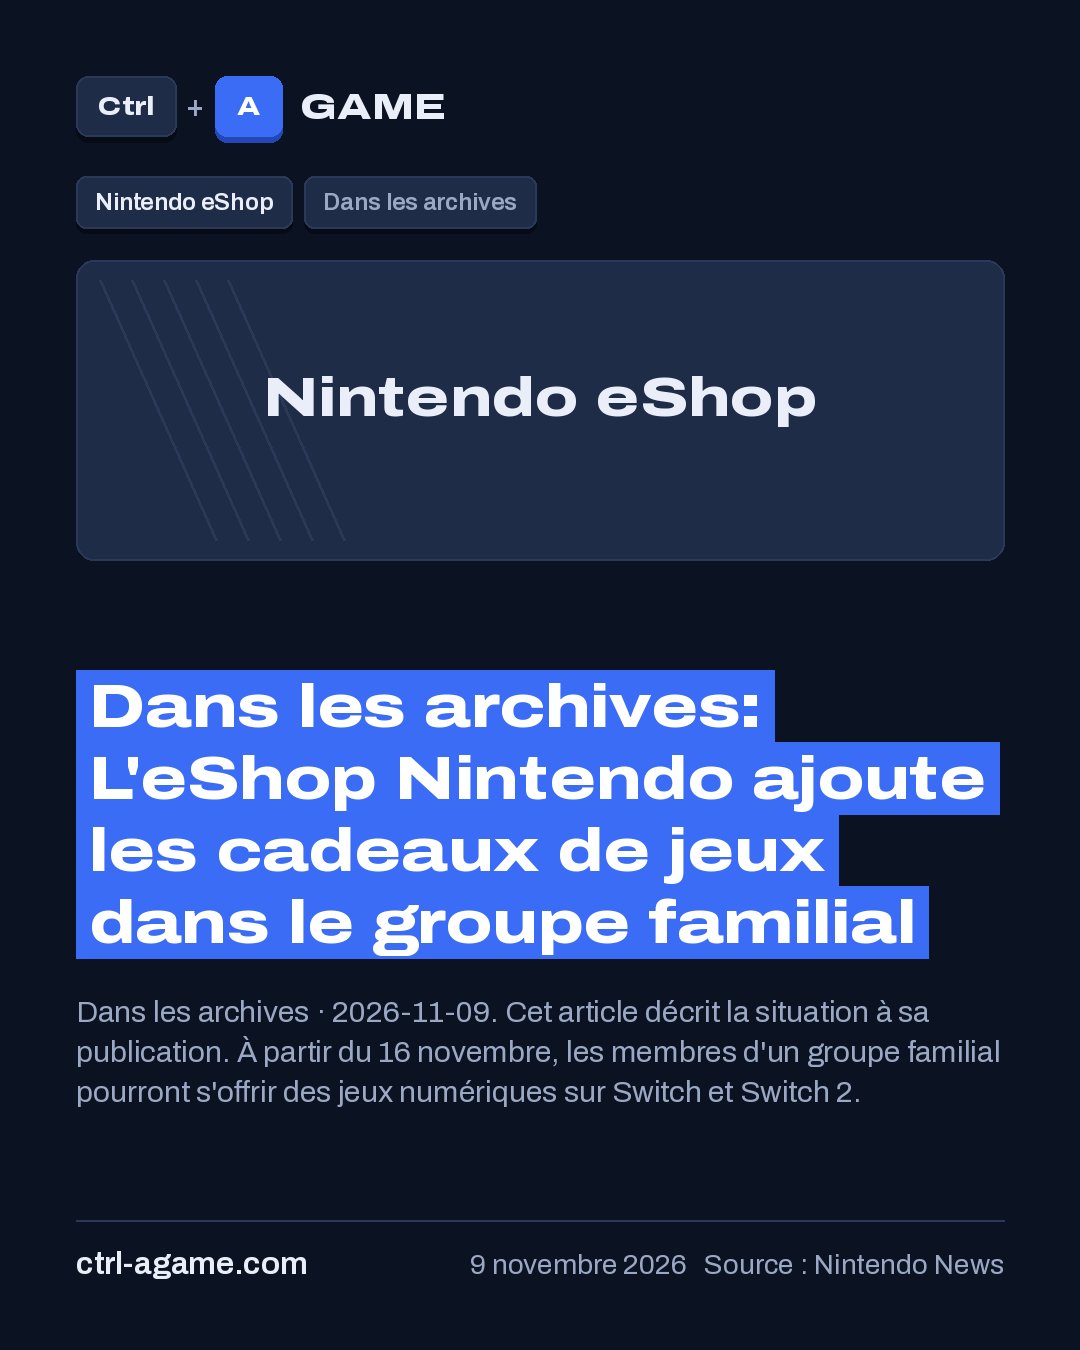 Ctrl + A GAME
Nintendo eShop Dans les archives
Nintendo eShop
Dans les archives:
L'eShop Nintendo ajoute
les cadeaux de jeux
dans le groupe familial
Dans les archives · 2026-11-09. Cet article décrit la situation à sa
publication. À partir du 16 novembre, les membres d'un groupe familial
pourront s'offrir des jeux numériques sur Switch et Switch 2.
ctrl-agame.com 9 novembre 2026 Source : Nintendo News